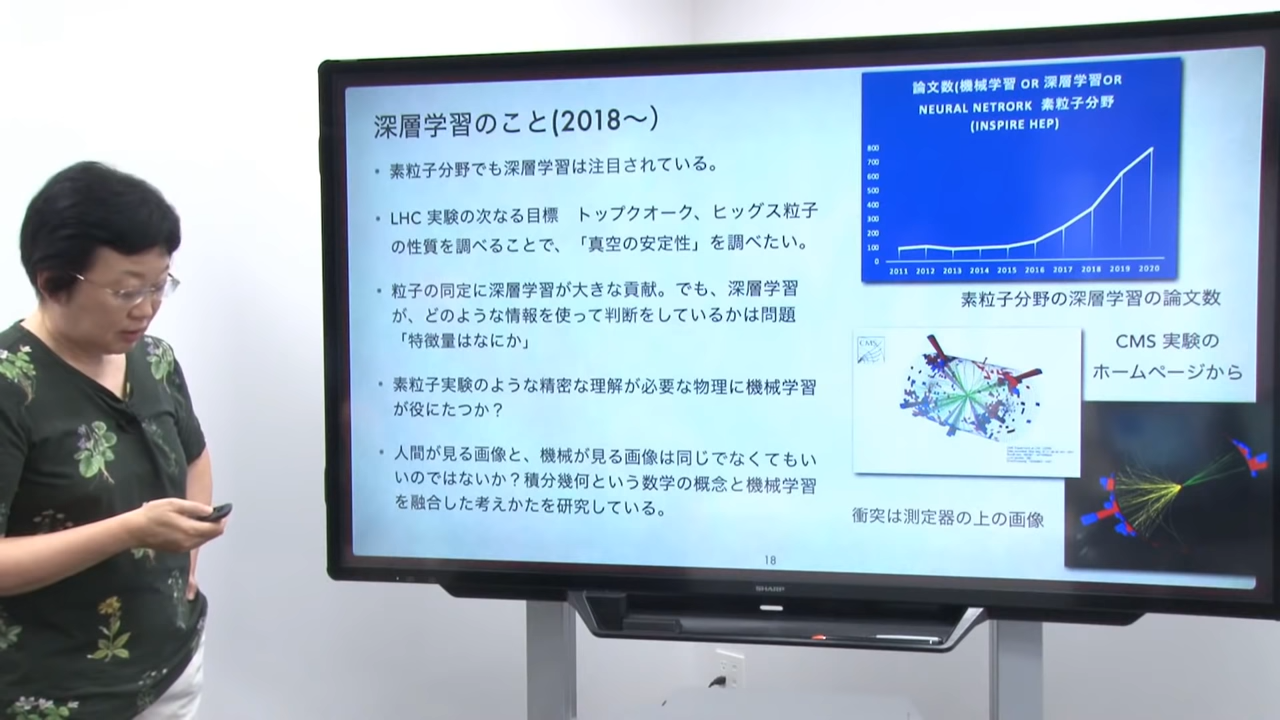 深層学習のこと(2018〜)
• 素粒子分野でも深層学習は注目されている。
• LHC 実験の次なる目標　トップクオーク、ヒッグス粒子
の性質を調べることで、「真空の安定性」を調べたい。
• 粒子の同定に深層学習が大きな貢献。でも、深層学習
が、どのような情報を使って判断をしているかは問題
「特徴量はなにか」
• 素粒子実験のような精密な理解が必要な物理に機械学習
が役にたつか？
• 人間が見る画像と、機械が見る画像は同じでなくてもい
いのではないか？積分幾何という数学の概念と機械学習
を融合した考えかたを研究している。
論文数(機械学習 OR 深層学習OR
NEURAL NETRORK 素粒子分野
(INSPIRE HEP)
800
700
600
500
400
300
200
100
0
2011 2012 2013 2014 2015 2016 2017 2018 2019 2020
素粒子分野の深層学習の論文数
CMS
CMS 実験の
ホームページから
衝突は測定器の上の画像
18
SHARP